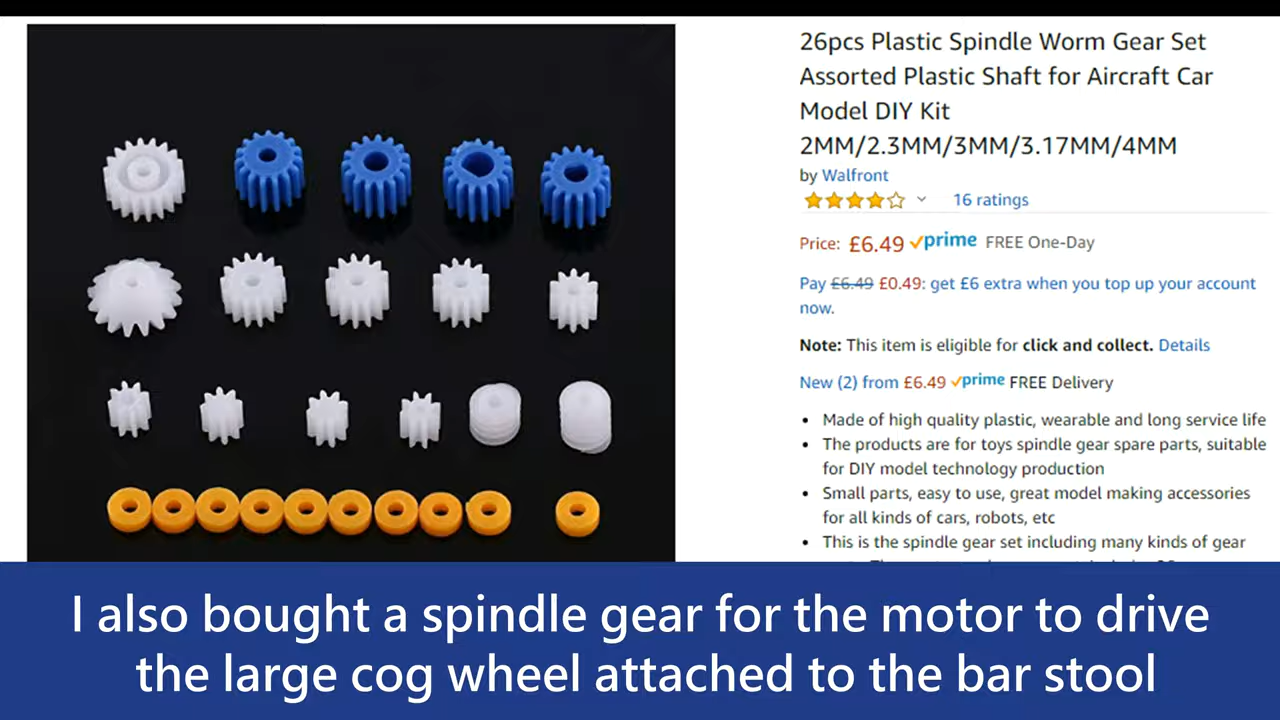 26pcs Plastic Spindle Worm Gear Set
Assorted Plastic Shaft for Aircraft Car
Model DIY Kit
2MM/2.3MM/3MM/3.17MM/4MM
by Walfront
16 ratings
Price: £6.49 prime FREE One-Day
Pay £6.49 £0.49: get £6 extra when you top up your account
now.
Note: This item is eligible for click and collect. Details
New (2) from £6.49 prime FREE Delivery
• Made of high quality plastic, wearable and long service life
• The products are for toys spindle gear spare parts, suitable
for DIY model technology production
• Small parts, easy to use, great model making accessories
for all kinds of cars, robots, etc
• This is the spindle gear set including many kinds of gear
I also bought a spindle gear for the motor to drive
the large cog wheel attached to the bar stool